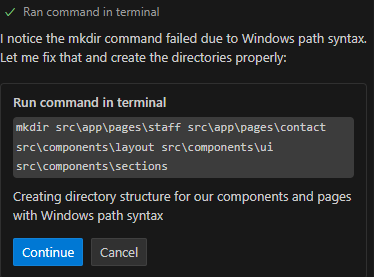 Ran command in terminal
I notice the mkdir command failed due to Windows path syntax.
Let me fix that and create the directories properly:
Run command in terminal
mkdir src\app\pages\staff src\app\pages\contact
src\components\layout src\components\ui
src\components\sections
Creating directory structure for our components and pages
with Windows path syntax
Continue Cancel